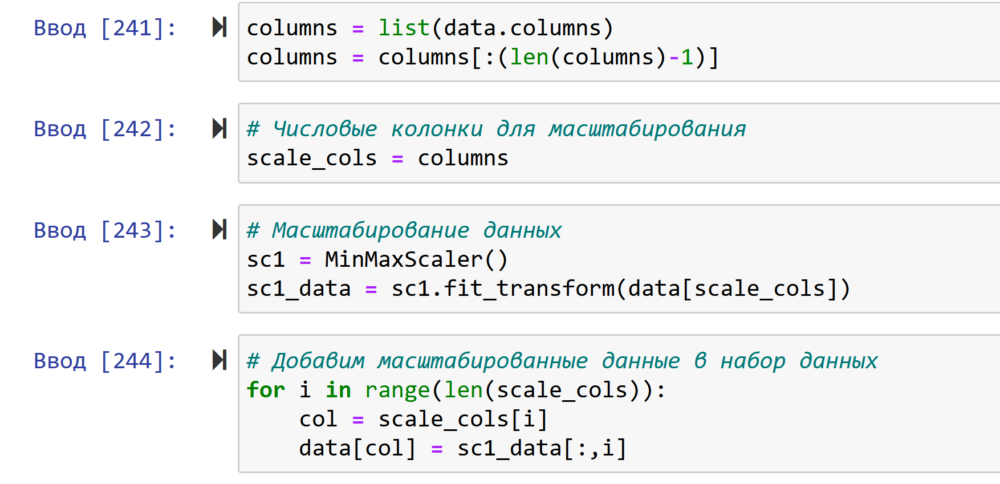 Ввод [241]:
columns = list(data.columns)
columns = columns[:(len(columns)-1)]
Ввод [242]:
# Числовые колонки для масштабирования
scale_cols = columns
Ввод [243]:
# Масштабирование данных
sc1 = MinMaxScaler()
sc1_data = sc1.fit_transform(data[scale_cols])
Ввод [244]:
# Добавим масштабированные данные в набор данных
for i in range(len(scale_cols)):
    col = scale_cols[i]
    data[col] = sc1_data[:,i]